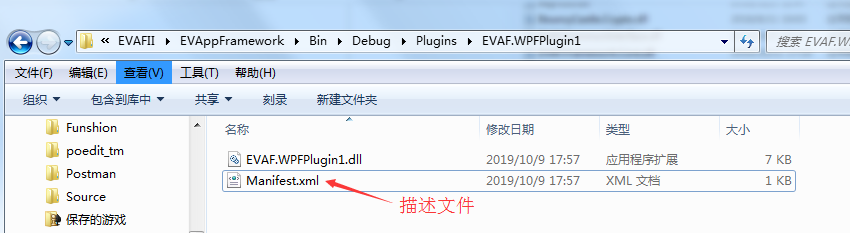 « EVAFII ▸ EVAppFramework ▸ Bin ▸ Debug ▸ Plugins ▸ EVAF.WPFPlugin1
搜索 EVAF.W
文件(F) 编辑(E) 查看(V) 工具(T) 帮助(H)
组织 包含到库中 共享 刻录 新建文件夹
名称 修改日期 类型 大小
Funshion
poedit_tm
Postman
Source
保存的游戏
EVAF.WPFPlugin1.dll 2019/10/9 17:57 应用程序扩展 7 KB
Manifest.xml 2019/10/9 17:57 XML 文档 1 KB
描述文件